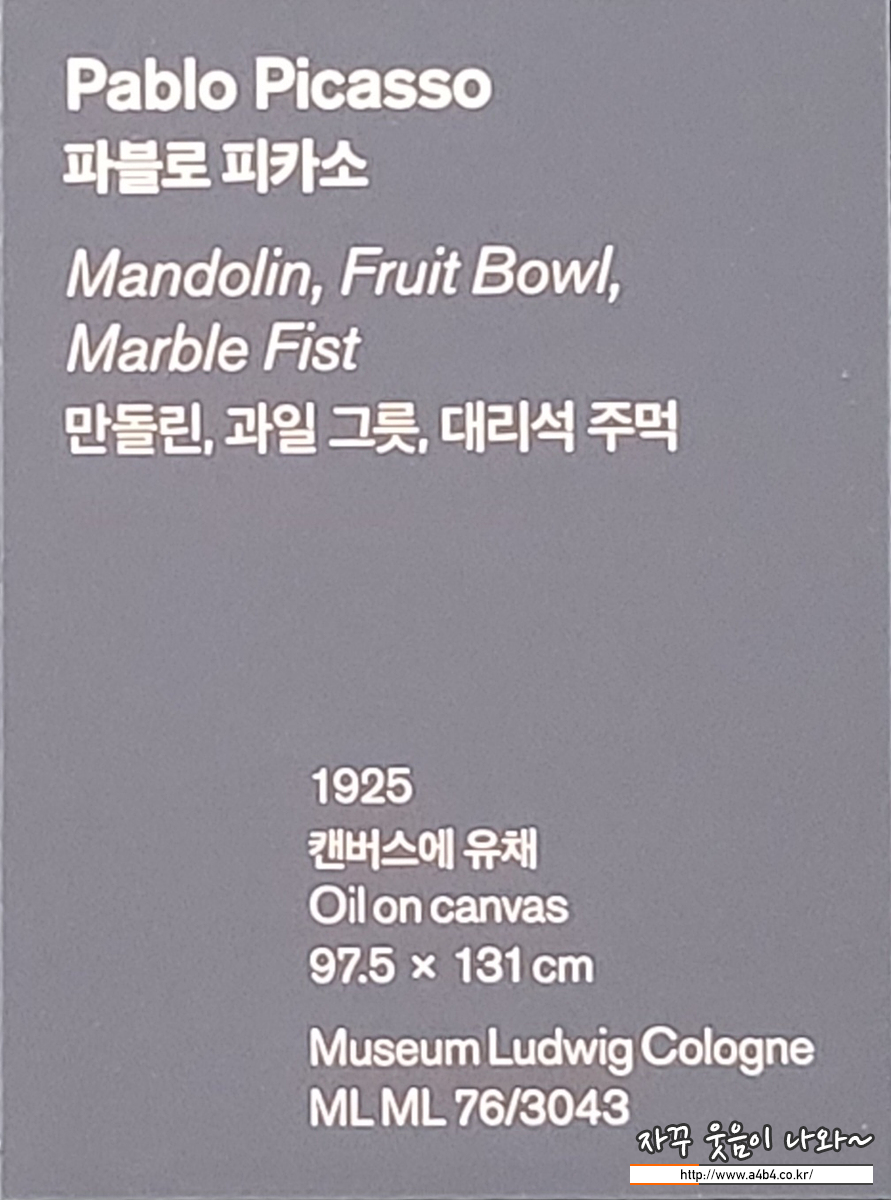 Pablo Picasso
파블로 피카소
Mandolin, Fruit Bowl,
Marble Fist
만돌린, 과일 그릇, 대리석 주먹
1925
캔버스에 유채
Oil on canvas
97.5 × 131 cm
Museum Ludwig Cologne
ML ML 76/3043
자꾸 웃음이 나와~
http://www.a4b4.co.kr/